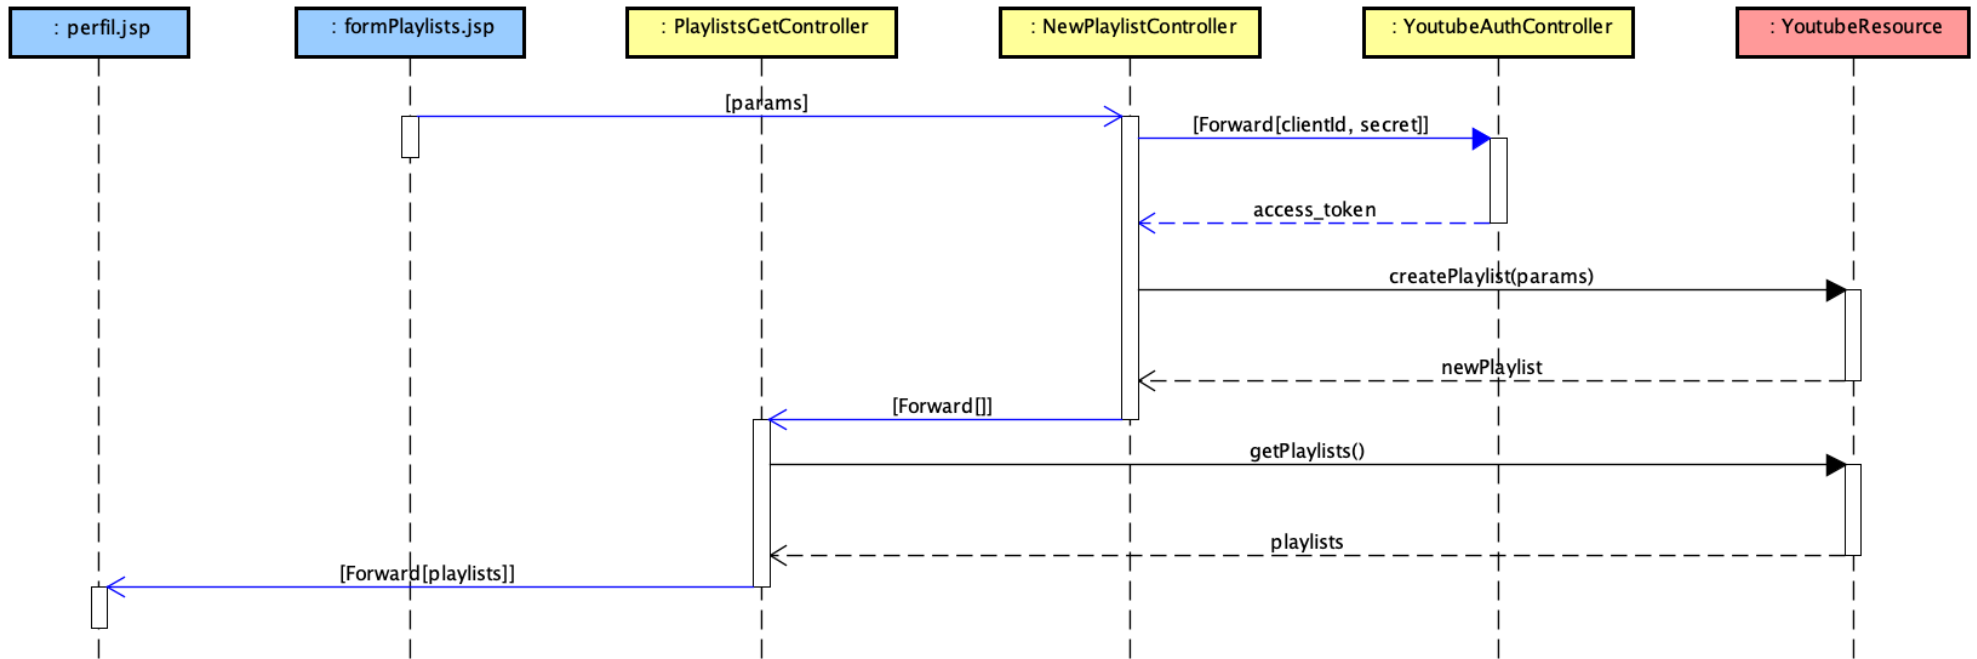 : perfil.jsp
: formPlaylists.jsp
: PlaylistsGetController
: NewPlaylistController
: YoutubeAuthController
: YoutubeResource
[params]
[Forward[clientId, secret]]
access_token
createPlaylist(params)
newPlaylist
[Forward[]]
getPlaylists()
playlists
[Forward[playlists]]